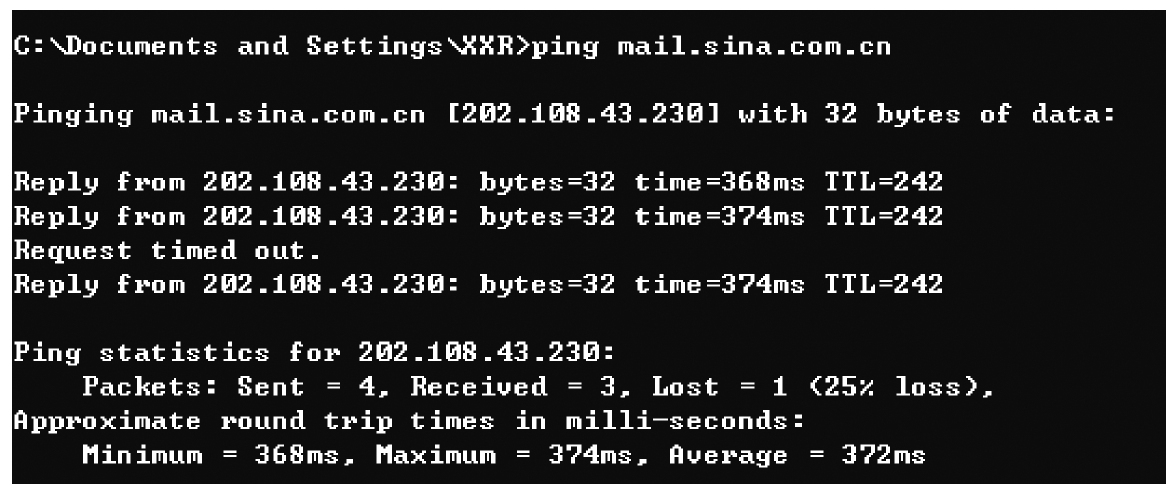 C:\Documents and Settings\XXR>ping mail.sina.com.cn
Pinging mail.sina.com.cn [202.108.43.230] with 32 bytes of data:
Reply from 202.108.43.230: bytes=32 time=368ms TTL=242
Reply from 202.108.43.230: bytes=32 time=374ms TTL=242
Request timed out.
Reply from 202.108.43.230: bytes=32 time=374ms TTL=242
Ping statistics for 202.108.43.230:
    Packets: Sent = 4, Received = 3, Lost = 1 (25% loss),
Approximate round trip times in milli-seconds:
    Minimum = 368ms, Maximum = 374ms, Average = 372ms